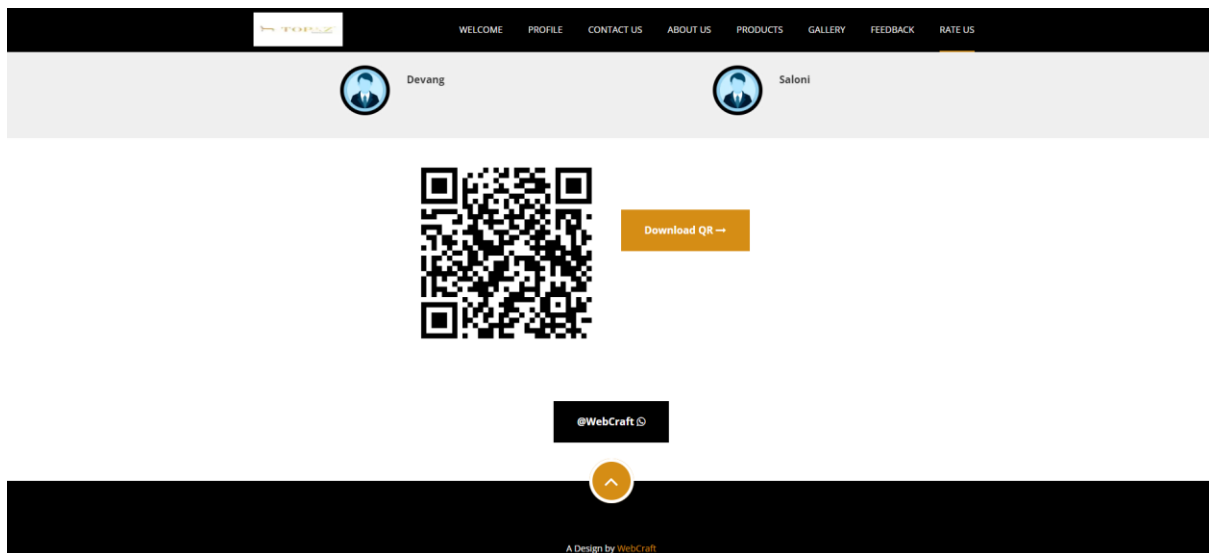 TOPAZ
WELCOME PROFILE CONTACT US ABOUT US PRODUCTS GALLERY FEEDBACK RATE US
Devang Saloni
Download QR →
@WebCraft
A Design by WebCraft